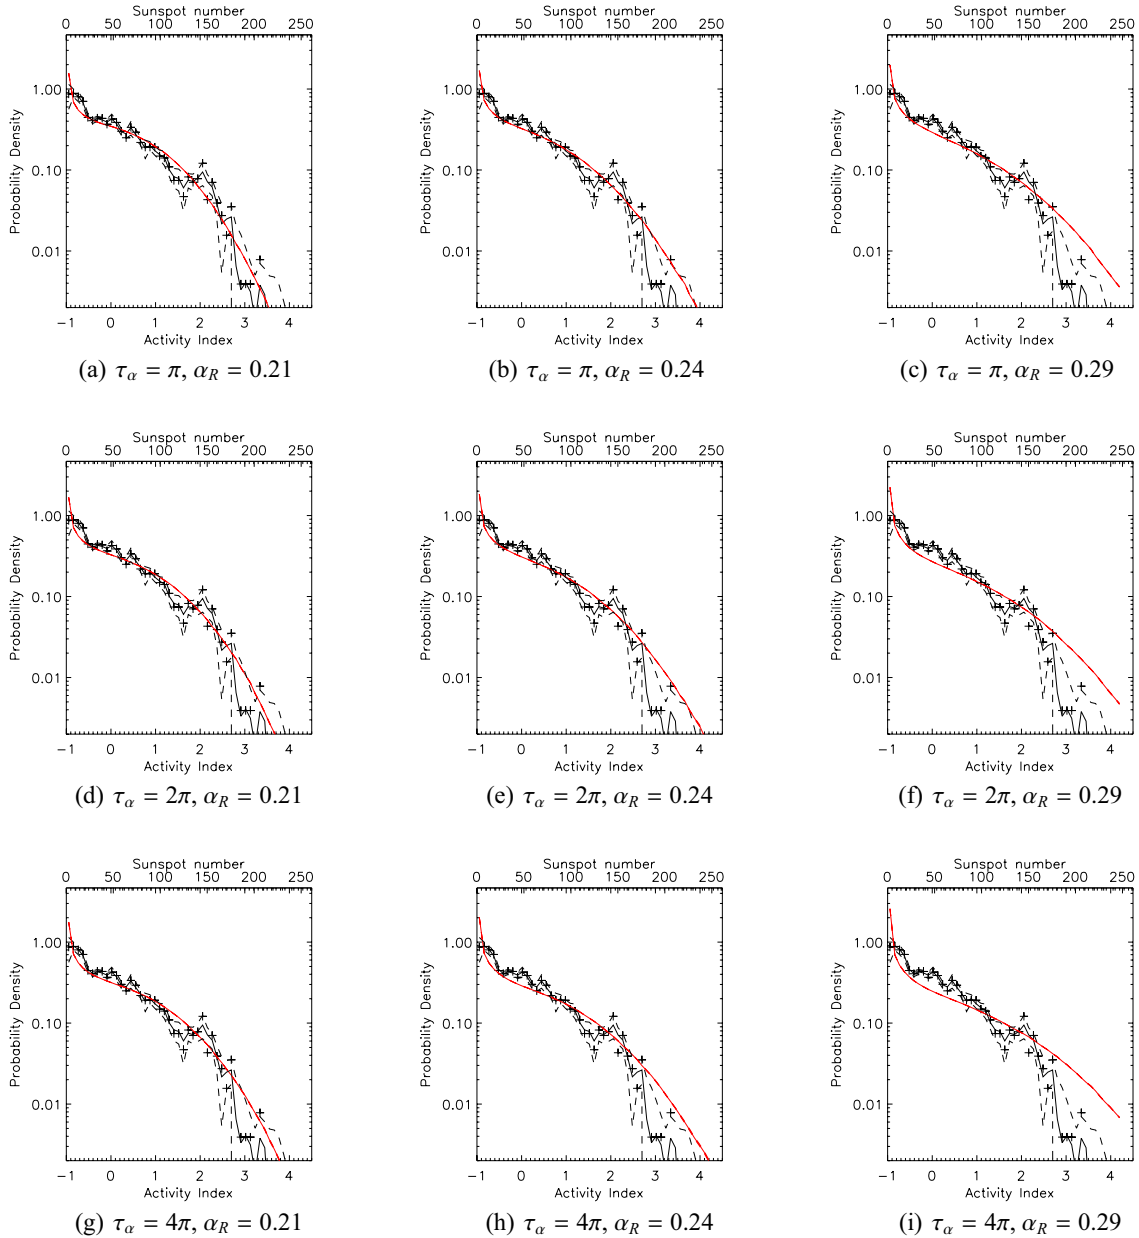 Sunspot number Sunspot number Sunspot number
0 50 100 150 200 250 0 50 100 150 200 250 0 50 100 150 200 250
Probability Density Probability Density Probability Density
1.00 1.00 1.00
0.10 0.10 0.10
0.01 0.01 0.01
−1 0 1 2 3 4 −1 0 1 2 3 4 −1 0 1 2 3 4
Activity Index Activity Index Activity Index
(a) τα = π, αR = 0.21 (b) τα = π, αR = 0.24 (c) τα = π, αR = 0.29
Sunspot number Sunspot number Sunspot number
0 50 100 150 200 250 0 50 100 150 200 250 0 50 100 150 200 250
Probability Density Probability Density Probability Density
1.00 1.00 1.00
0.10 0.10 0.10
0.01 0.01 0.01
−1 0 1 2 3 4 −1 0 1 2 3 4 −1 0 1 2 3 4
Activity Index Activity Index Activity Index
(d) τα = 2π, αR = 0.21 (e) τα = 2π, αR = 0.24 (f) τα = 2π, αR = 0.29
Sunspot number Sunspot number Sunspot number
0 50 100 150 200 250 0 50 100 150 200 250 0 50 100 150 200 250
Probability Density Probability Density Probability Density
1.00 1.00 1.00
0.10 0.10 0.10
0.01 0.01 0.01
−1 0 1 2 3 4 −1 0 1 2 3 4 −1 0 1 2 3 4
Activity Index Activity Index Activity Index
(g) τα = 4π, αR = 0.21 (h) τα = 4π, αR = 0.24 (i) τα = 4π, αR = 0.29